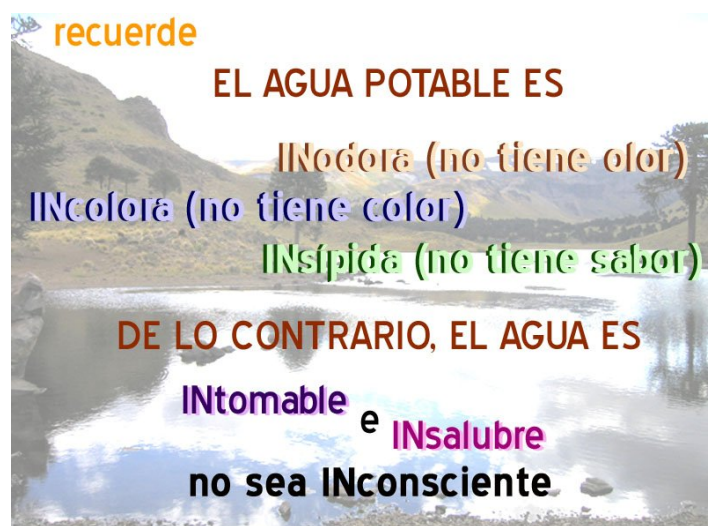 recuerde
EL AGUA POTABLE ES
INodora (no tiene olor)
INcolora (no tiene color)
INsípida (no tiene sabor)
DE LO CONTRARIO, EL AGUA ES
INtomable
e
INsalubre
no sea INconsciente